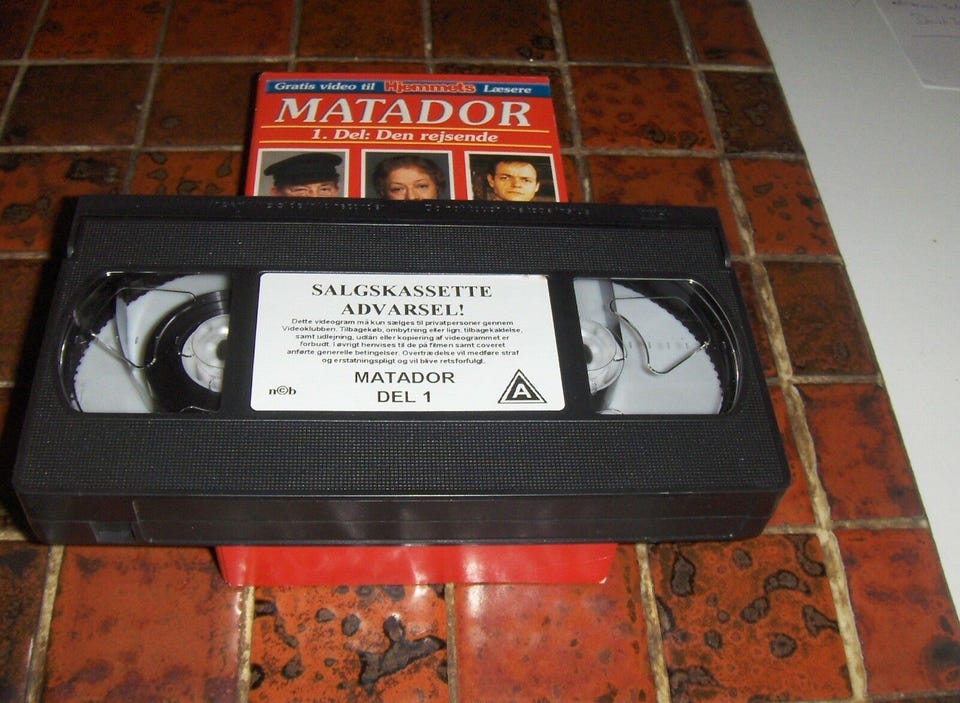 Gratis video til Hjemmets Læsere
MATADOR
1. Del: Den rejsende
SALGSKASSETTE
ADVARSEL!
Dette videogram må kun sælges til privatpersoner gennem
Videoklubben. Tilbagekøb, ombytning eller lign. tilbagekaldelse,
samt udlejning, udlån eller kopiering af videogrammet er
forbudt. I øvrigt henvises til de på filmen samt coveret
anførte generelle betingelser. Overtrædelse vil medføre straf
og erstatningspligt og vil blive retsforfulgt.
MATADOR
n©b
DEL 1
A